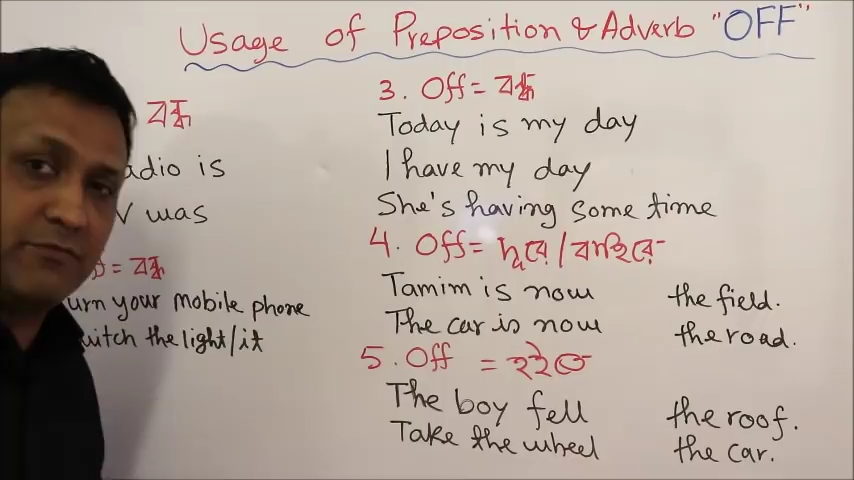 Usage of Preposition & Adverb "OFF"
বন্ধ
adio is
V was
= বন্ধ
urn your mobile phone
witch the light/it
3. Off = বন্ধ
Today is my day
I have my day
She's having some time
4. Off = দূরে/বাহিরে
Tamim is now the field.
The car is now the road.
5. Off = হইতে
The boy fell the roof.
Take the wheel the car.